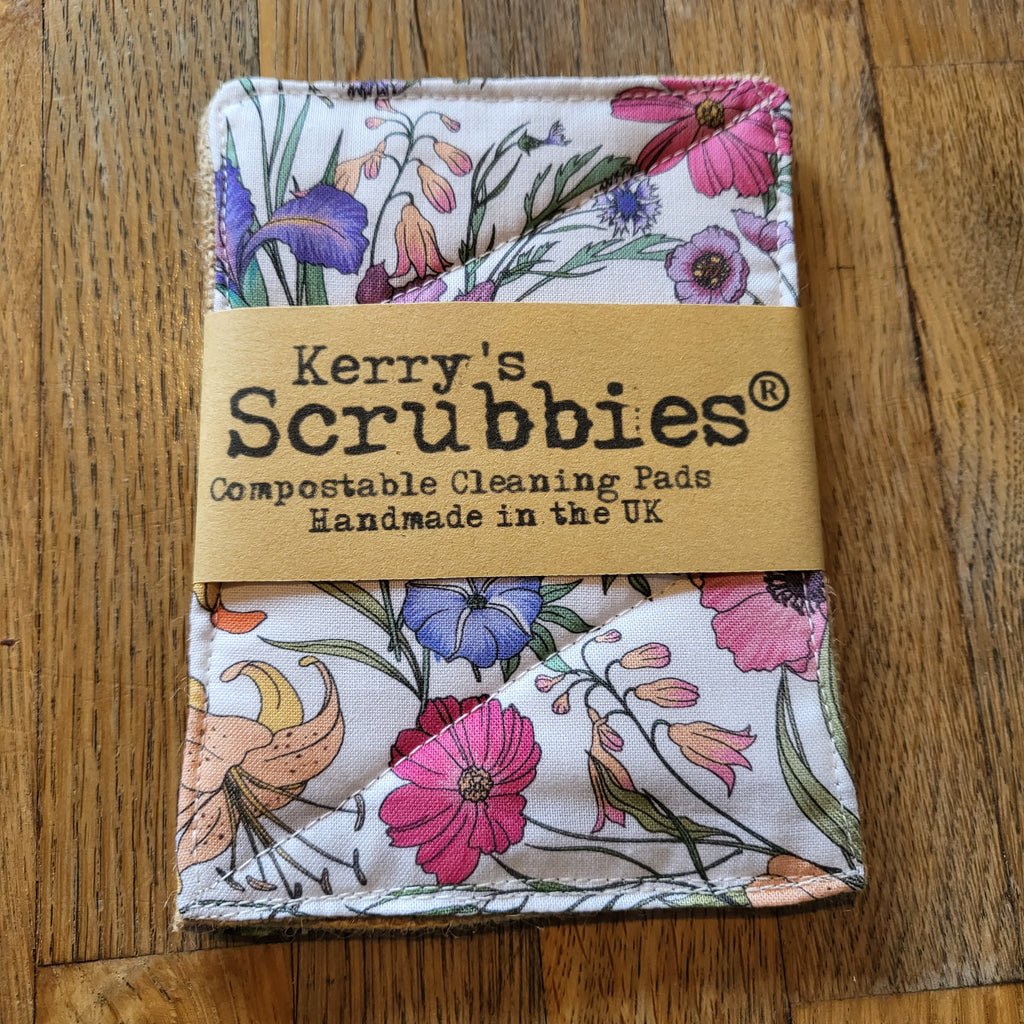 Kerry's
Scrubbies®
Compostable Cleaning Pads
Handmade in the UK